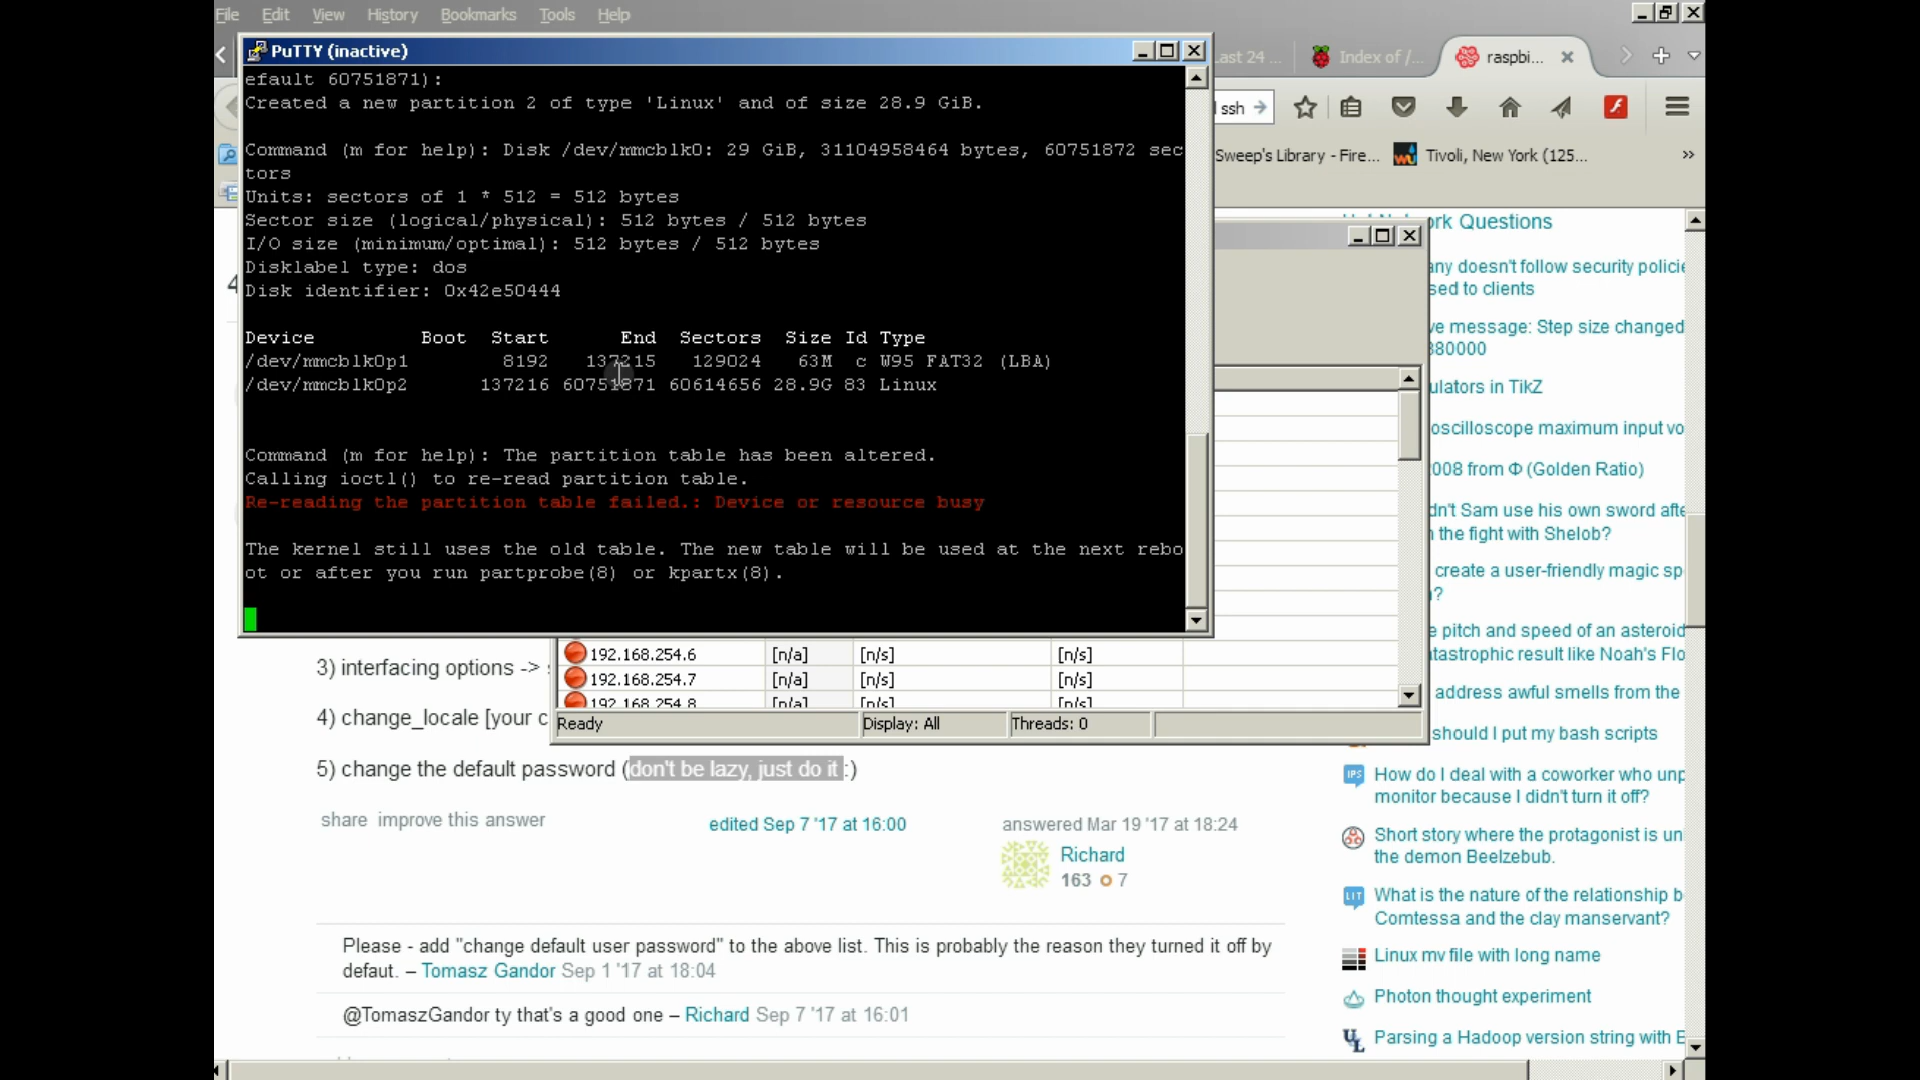 File Edit View History Bookmarks Tools Help
PuTTY (inactive)
ast 24 ...
Index of /...
raspbi...
ssh
Sweep's Library - Fire...
Tivoli, New York (125...
efault 60751871):
Created a new partition 2 of type 'Linux' and of size 28.9 GiB.
Command (m for help): Disk /dev/mmcblk0: 29 GiB, 31104958464 bytes, 60751872 sec
tors
Units: sectors of 1 * 512 = 512 bytes
Sector size (logical/physical): 512 bytes / 512 bytes
I/O size (minimum/optimal): 512 bytes / 512 bytes
Disklabel type: dos
Disk identifier: 0x42e50444
Device Boot Start End Sectors Size Id Type
/dev/mmcblk0p1 8192 137215 129024 63M c W95 FAT32 (LBA)
/dev/mmcblk0p2 137216 60751871 60614656 28.9G 83 Linux
Command (m for help): The partition table has been altered.
Calling ioctl() to re-read partition table.
Re-reading the partition table failed.: Device or resource busy
The kernel still uses the old table. The new table will be used at the next rebo
ot or after you run partprobe(8) or kpartx(8).
4
192.168.254.6 [n/a] [n/s] [n/s]
192.168.254.7 [n/a] [n/s] [n/s]
192.168.254.8 [n/a] [n/s] [n/s]
Ready Display: All Threads: 0
3) interfacing options -> s
4) change_locale [your c
5) change the default password (don't be lazy, just do it :)
share improve this answer
edited Sep 7 '17 at 16:00
answered Mar 19 '17 at 18:24
Richard
163 7
Please - add "change default user password" to the above list. This is probably the reason they turned it off by
defaut. – Tomasz Gandor Sep 1 '17 at 18:04
@TomaszGandor ty that's a good one – Richard Sep 7 '17 at 16:01
rk Questions
any doesn't follow security policie
sed to clients
ve message: Step size changed
380000
ulators in TikZ
oscilloscope maximum input vo
2008 from Φ (Golden Ratio)
dn't Sam use his own sword afte
n the fight with Shelob?
create a user-friendly magic sp
n?
e pitch and speed of an asteroid
tastrophic result like Noah's Flo
address awful smells from the
should I put my bash scripts
How do I deal with a coworker who unp
monitor because I didn't turn it off?
Short story where the protagonist is un
the demon Beelzebub.
What is the nature of the relationship b
Comtessa and the clay manservant?
Linux mv file with long name
Photon thought experiment
Parsing a Hadoop version string with B